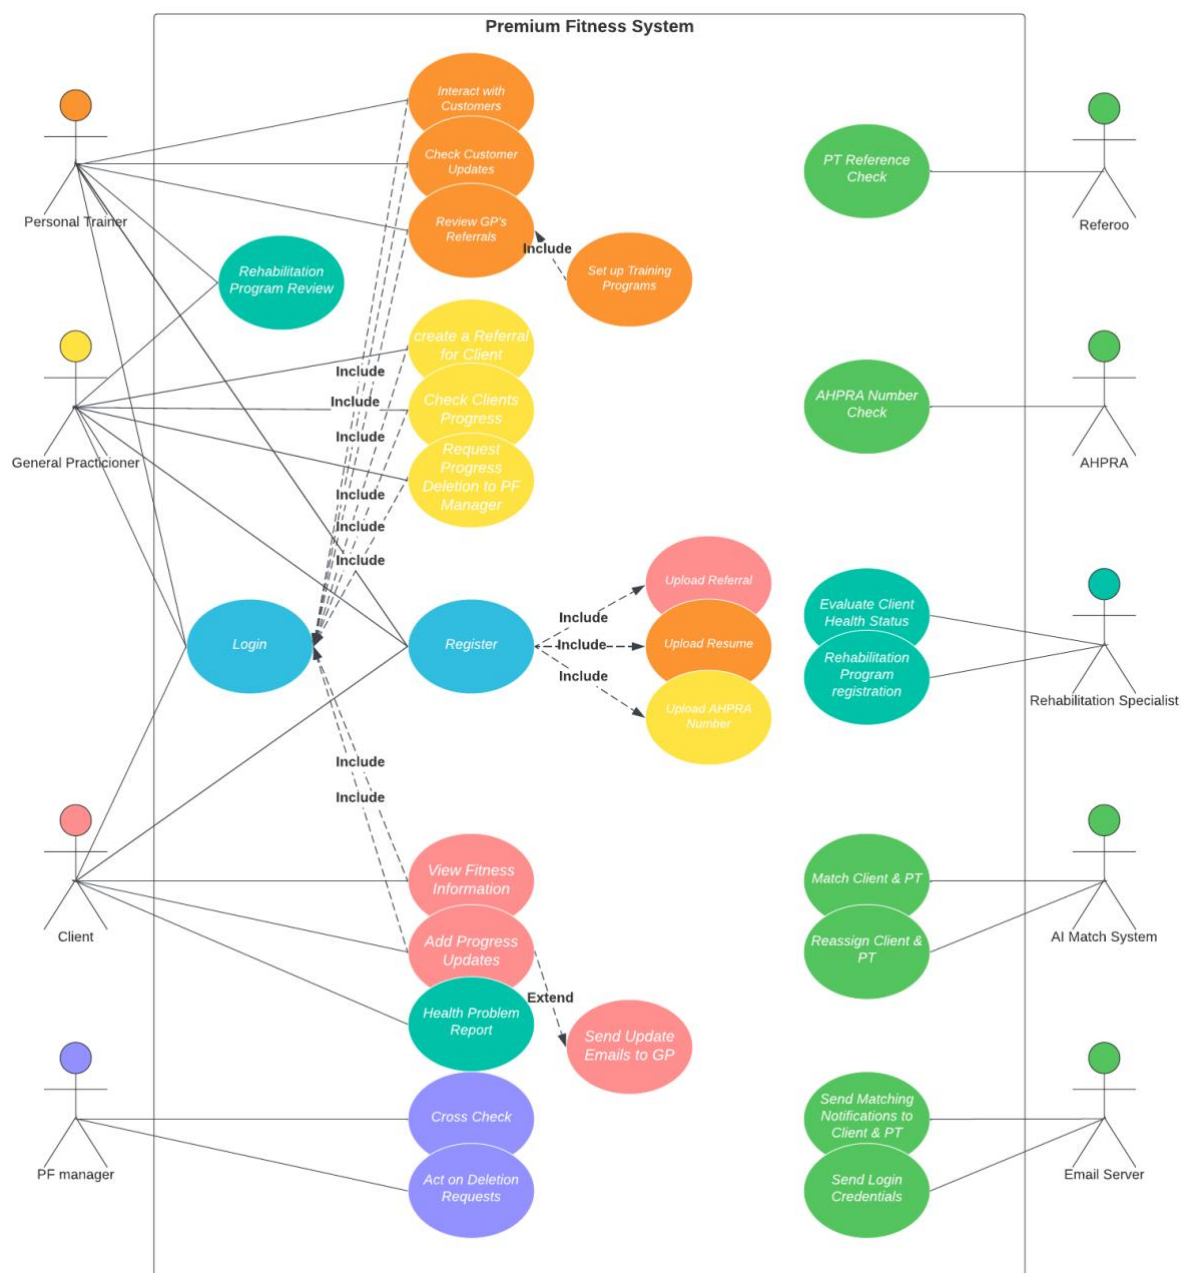 Premium Fitness System
Interact with
Customers
Check Customer
Updates
Review GP's
Referrals
Include
Set up Training
Programs
Personal Trainer
Rehabilitation
Program Review
PT Reference
Check
Referoo
create a Referral
for Client
Include
Check Clients
Progress
Include
Include
Request
Progress
Deletion to PF
Manager
Include
Include
Include
General Practicioner
AHPRA Number
Check
AHPRA
Login
Register
Include
Include
Include
Upload Referral
Upload Resume
Upload AHPRA
Number
Evaluate Client
Health Status
Rehabilitation
Program
registration
Rehabilitation Specialist
Include
Include
Client
View Fitness
Information
Add Progress
Updates
Health Problem
Report
Extend
Send Update
Emails to GP
Match Client & PT
Reassign Client &
PT
AI Match System
PF manager
Cross Check
Act on Deletion
Requests
Send Matching
Notifications to
Client & PT
Send Login
Credentials
Email Server